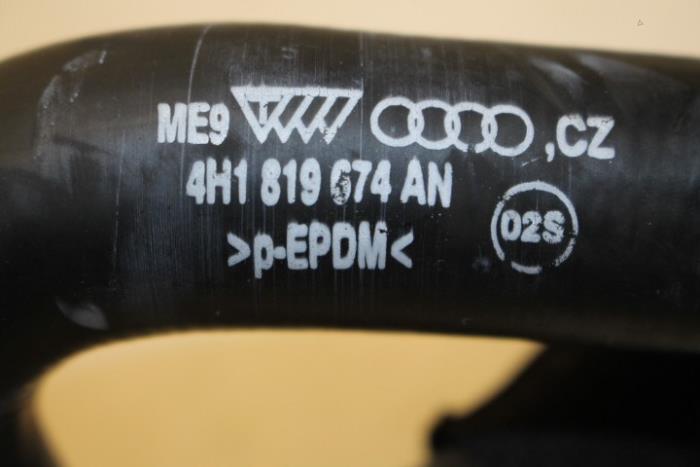 ME9 ,CZ
4H1 819 674 AN
>p-EPDM<
02S